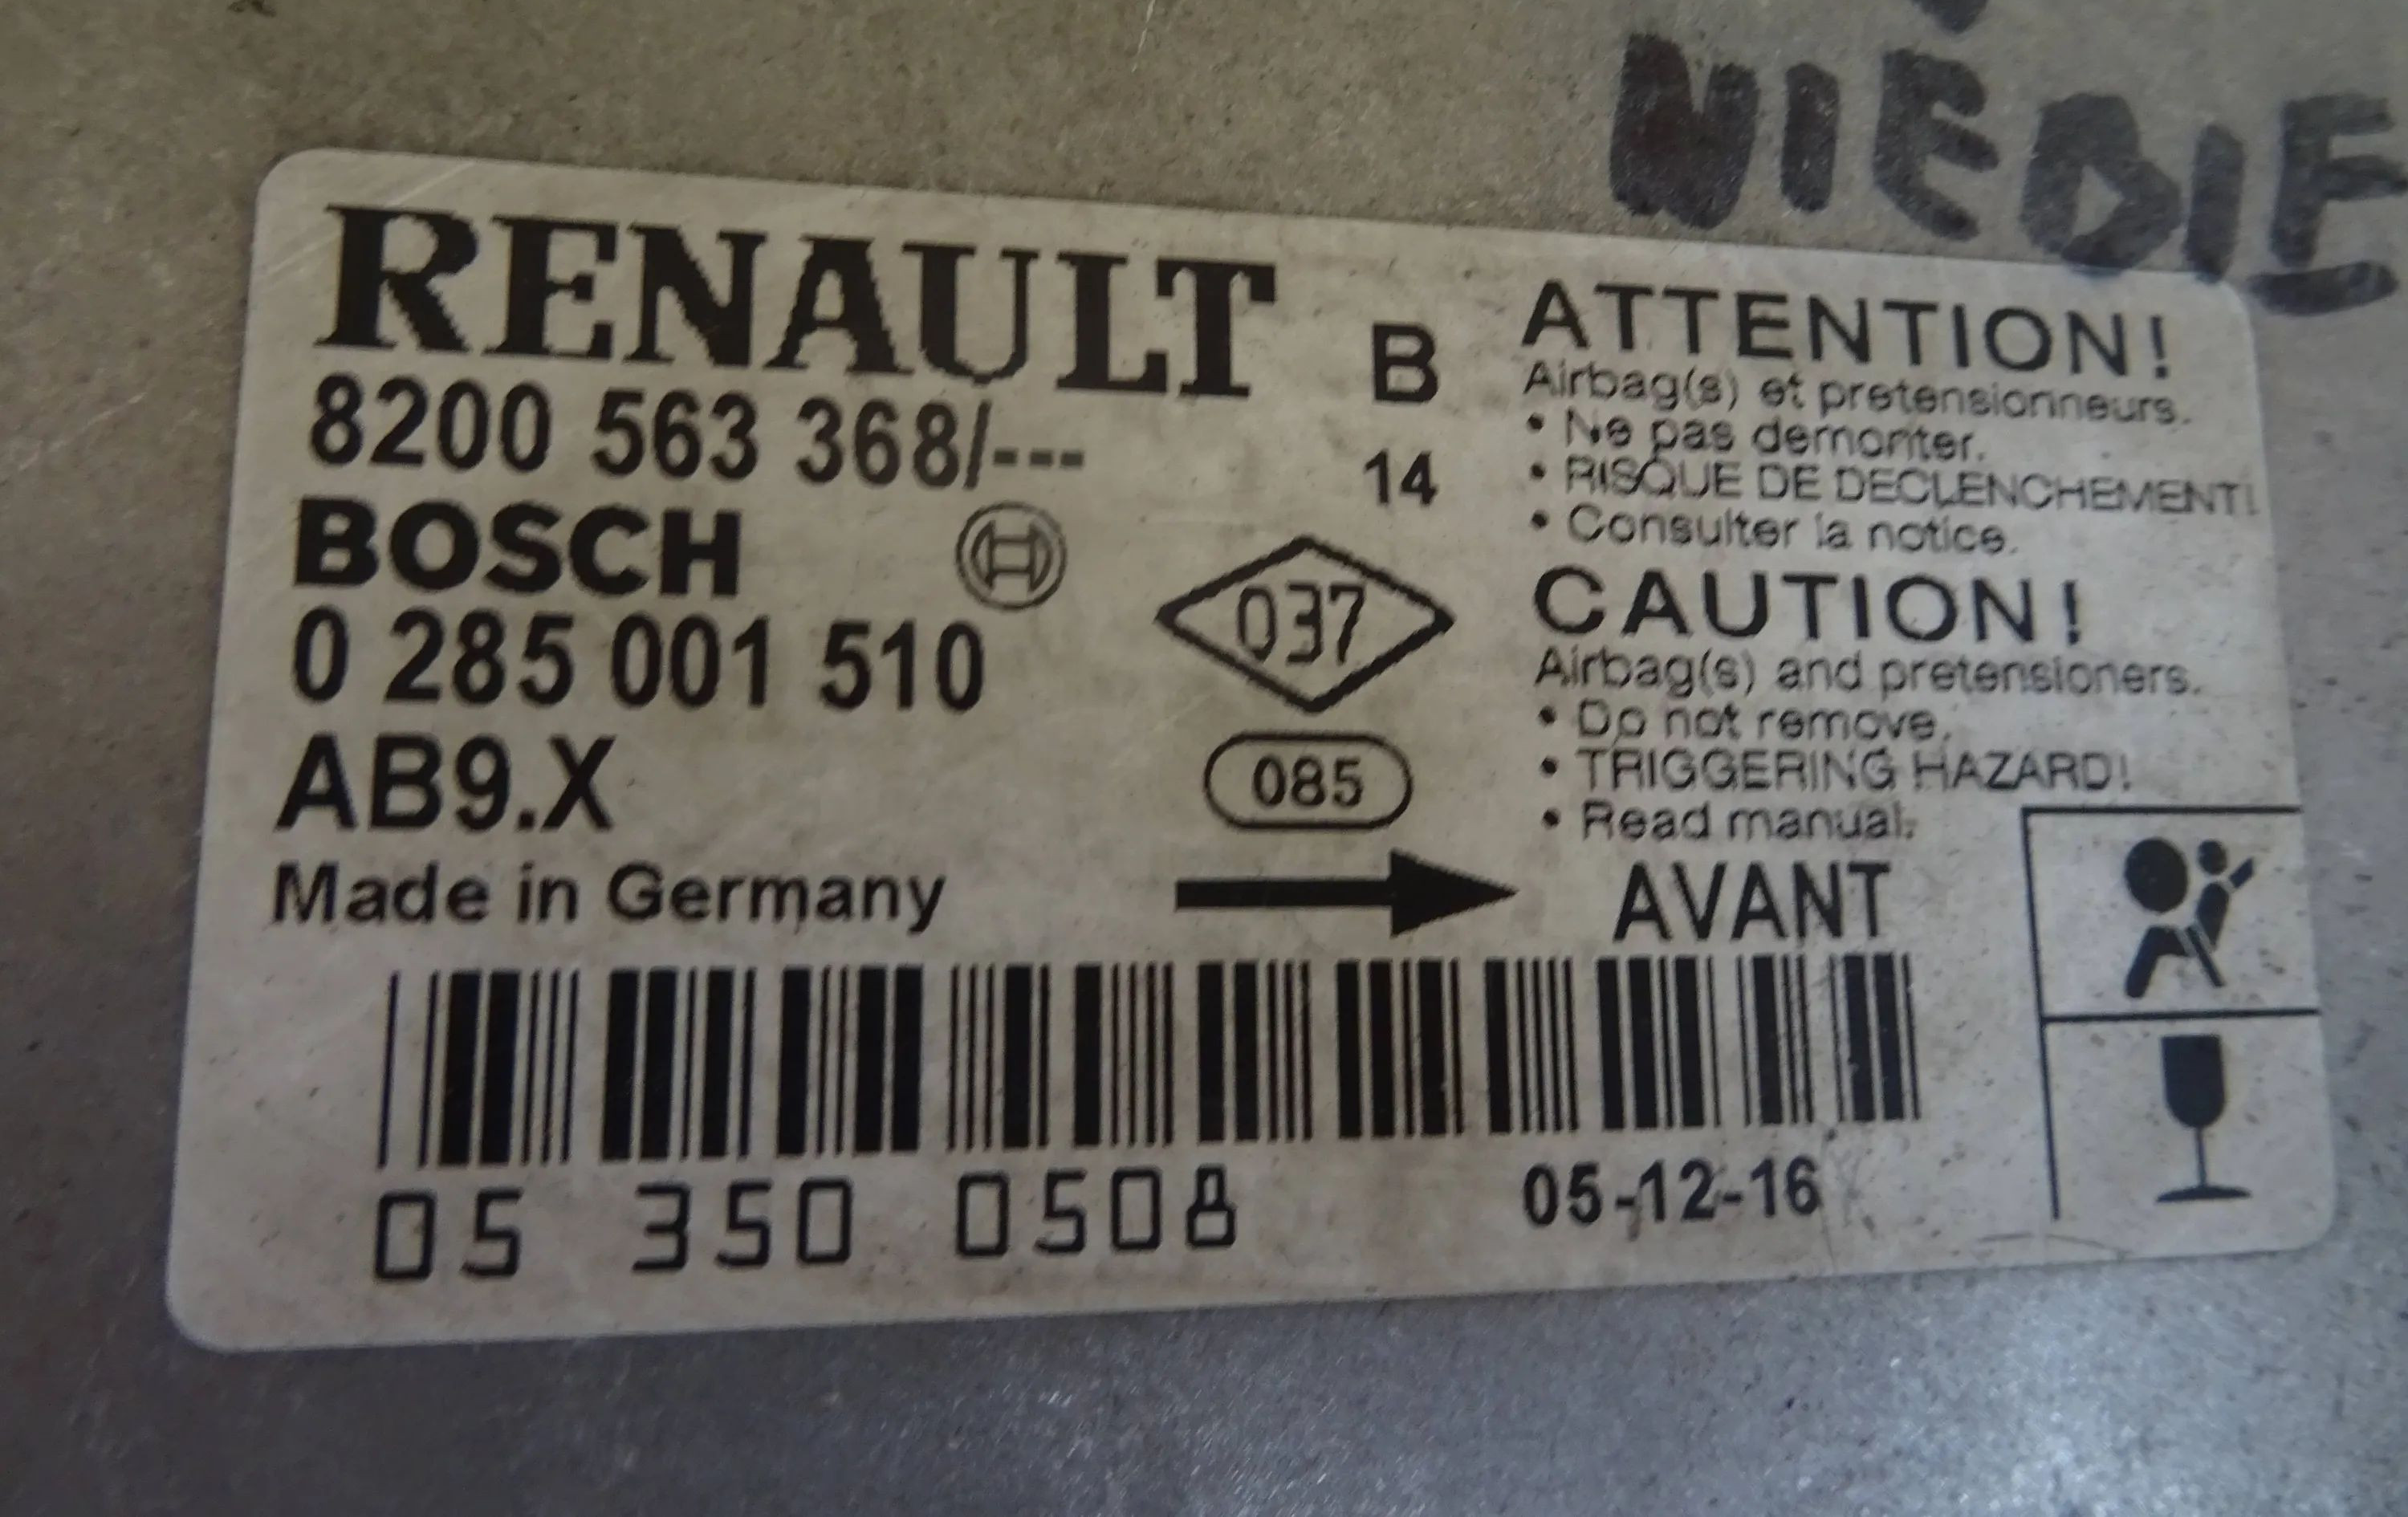 NIEDIE
RENAULT
8200 563 368/---
B
14
BOSCH
0 285 001 510
AB9.X
Made in Germany
037
085
ATTENTION!
Airbag(s) et pretensionneurs.
• Ne pas demonter.
• RISQUE DE DECLENCHEMENT!
• Consulter la notice.
CAUTION!
Airbag(s) and pretensioners.
• Do not remove.
• TRIGGERING HAZARD!
• Read manual.
AVANT
05 350 0508
05-12-16